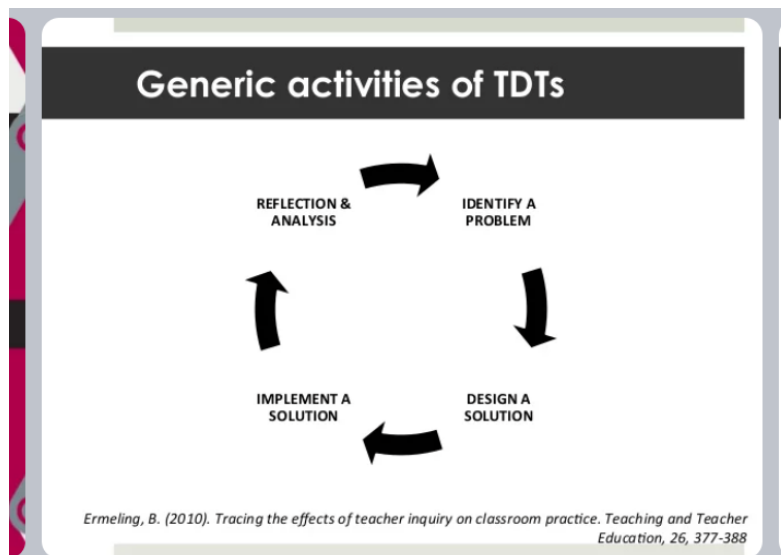 Generic activities of TDTs
REFLECTION &
ANALYSIS
IDENTIFY A
PROBLEM
IMPLEMENT A
SOLUTION
DESIGN A
SOLUTION
Ermeling, B. (2010). Tracing the effects of teacher inquiry on classroom practice. Teaching and Teacher
Education, 26, 377-388